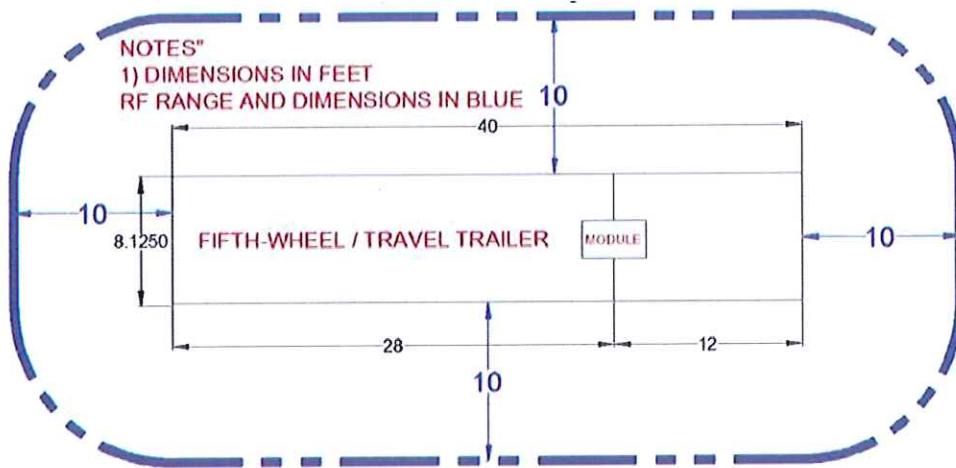 NOTES"
1) DIMENSIONS IN FEET
RF RANGE AND DIMENSIONS IN BLUE
10
40
10
8.1250
FIFTH-WHEEL / TRAVEL TRAILER
MODULE
10
28
12
10